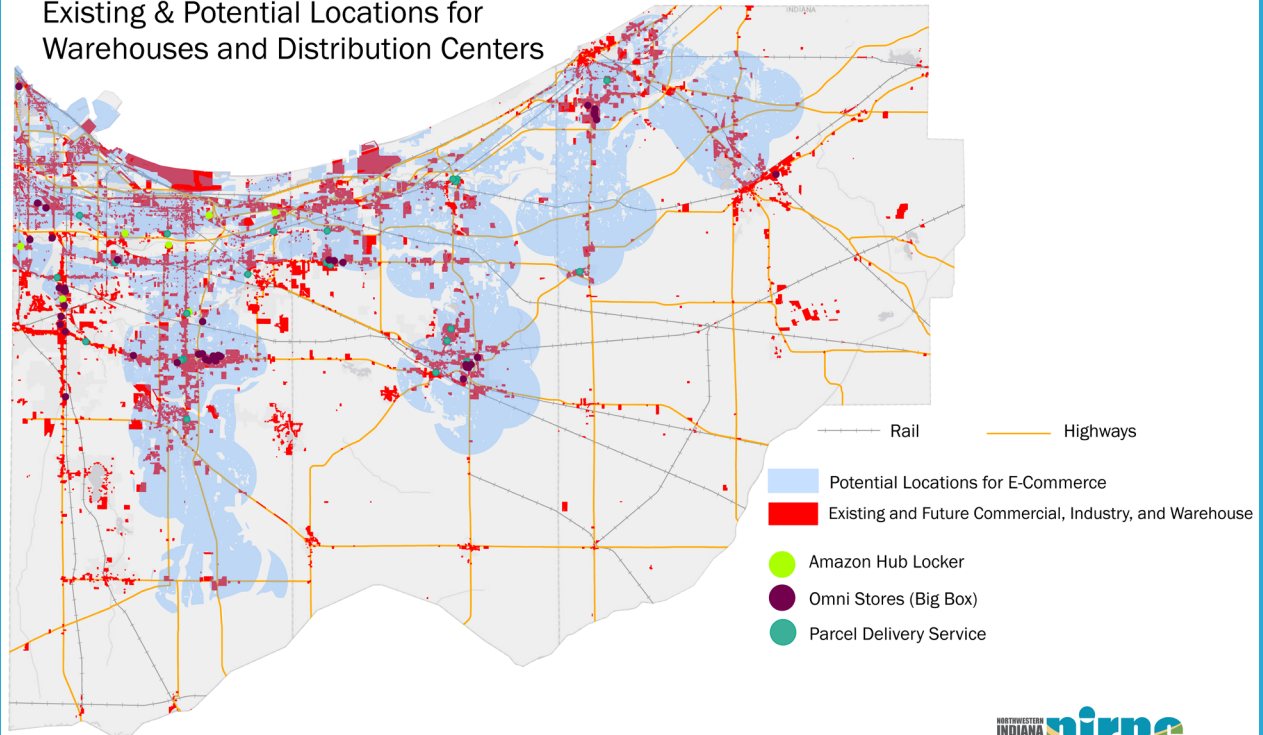 Existing & Potential Locations for
Warehouses and Distribution Centers
INDIANA
Rail
Highways
Potential Locations for E-Commerce
Existing and Future Commercial, Industry, and Warehouse
Amazon Hub Locker
Omni Stores (Big Box)
Parcel Delivery Service
NORTHWESTERN
INDIANA
nirpc